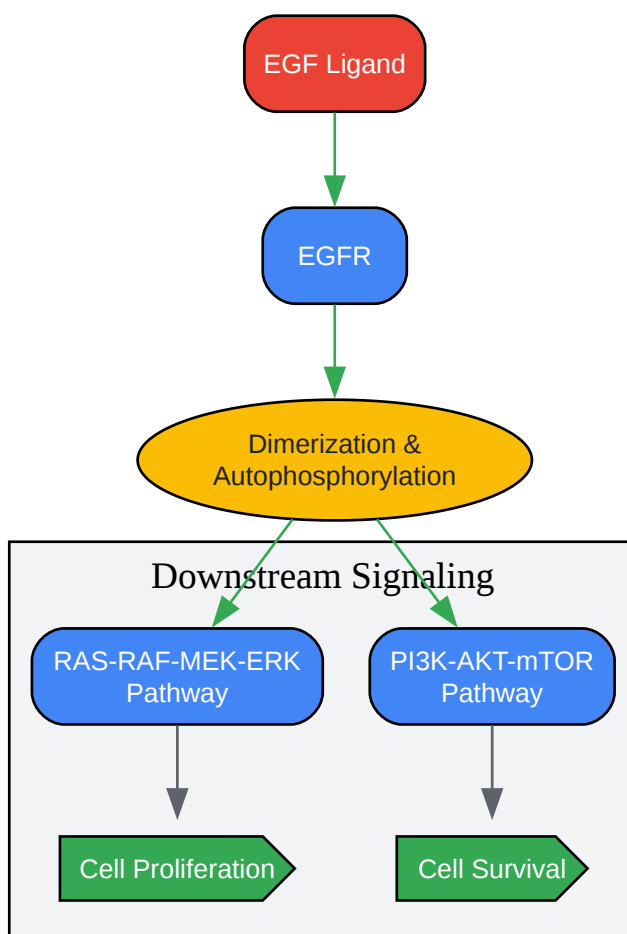 EGF Ligand
EGFR
Dimerization &
Autophosphorylation
Downstream Signaling
RAS-RAF-MEK-ERK
Pathway
PI3K-AKT-mTOR
Pathway
Cell Proliferation
Cell Survival